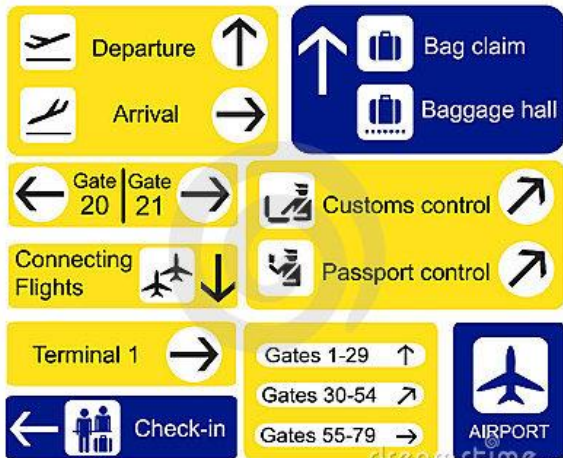 Departure
Arrival
Bag claim
Baggage hall
Gate 20
Gate 21
Customs control
Passport control
Connecting
Flights
Terminal 1
Check-in
Gates 1-29
Gates 30-54
Gates 55-79
AIRPORT
dreamstime